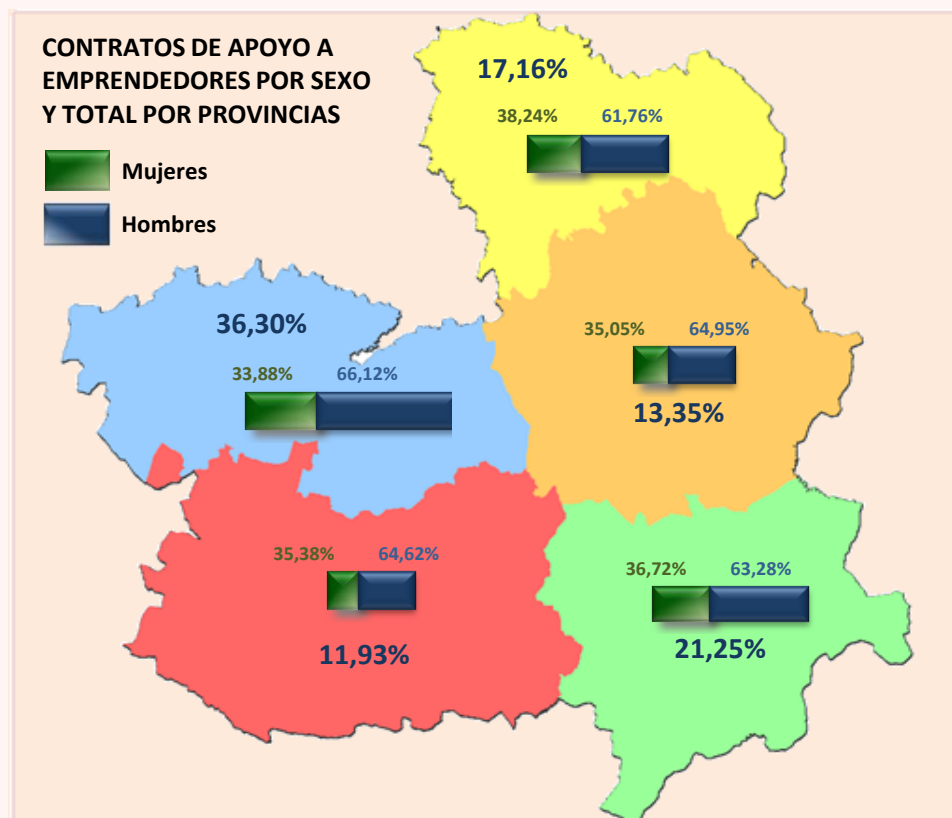 CONTRATOS DE APOYO A
EMPRENDEDORES POR SEXO
Y TOTAL POR PROVINCIAS
Mujeres
Hombres
17,16%
38,24% 61,76%
36,30%
33,88% 66,12%
35,05% 64,95%
13,35%
35,38% 64,62%
11,93%
36,72% 63,28%
21,25%